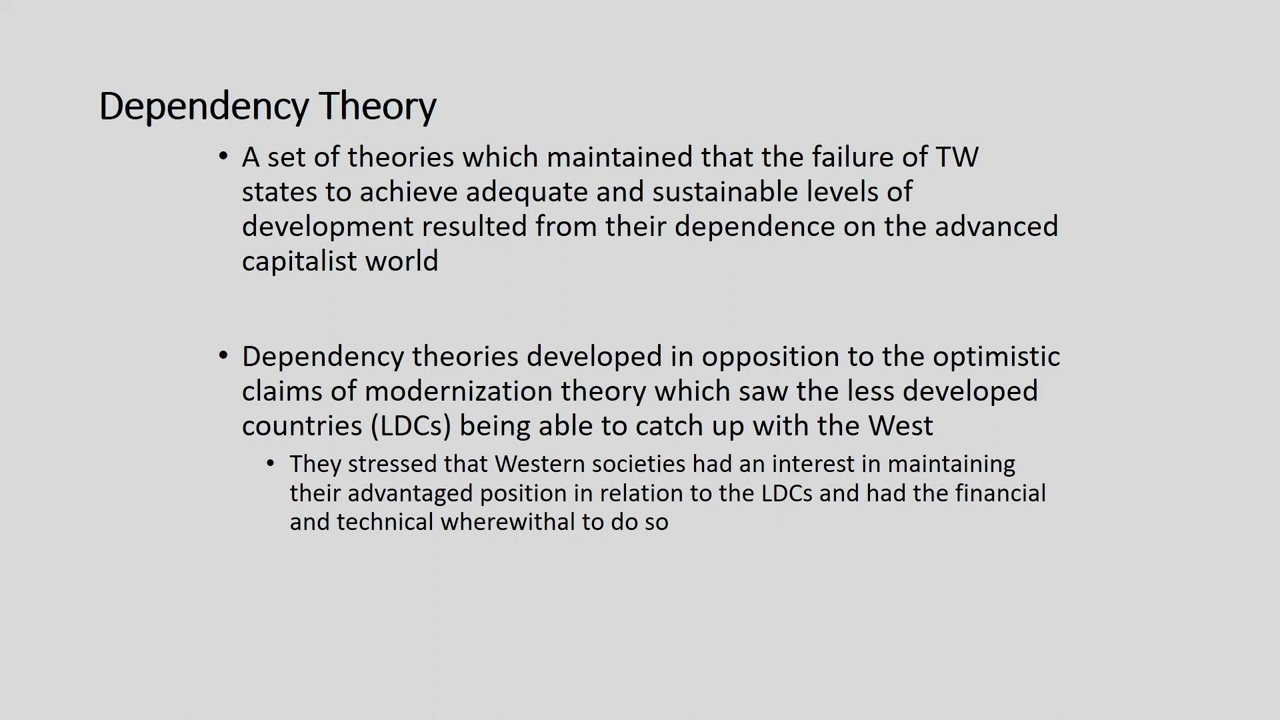 Dependency Theory
• A set of theories which maintained that the failure of TW
states to achieve adequate and sustainable levels of
development resulted from their dependence on the advanced
capitalist world
• Dependency theories developed in opposition to the optimistic
claims of modernization theory which saw the less developed
countries (LDCs) being able to catch up with the West
• They stressed that Western societies had an interest in maintaining
their advantaged position in relation to the LDCs and had the financial
and technical wherewithal to do so